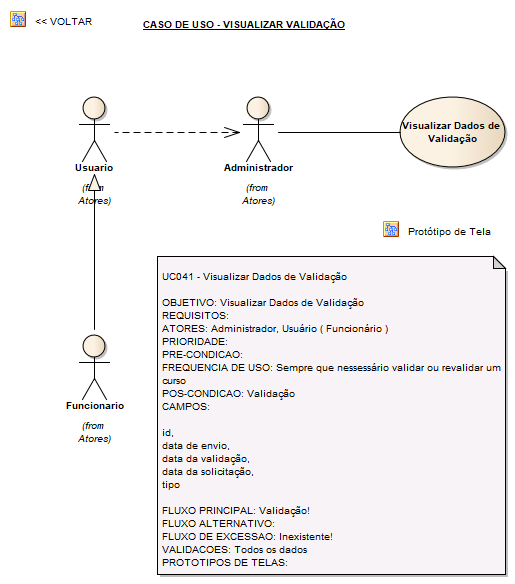 << VOLTAR
CASO DE USO - VISUALIZAR VALIDAÇÃO
Visualizar Dados de
Validação
Usuario
(from
Atores)
Administrador
(from
Atores)
Protótipo de Tela
Funcionario
(from
Atores)
UC041 - Visualizar Dados de Validação
OBJETIVO: Visualizar Dados de Validação
REQUISITOS:
ATORES: Administrador, Usuário ( Funcionário )
PRIORIDADE:
PRE-CONDICAO:
FREQUENCIA DE USO: Sempre que nessessário validar ou revalidar um
curso
POS-CONDICAO: Validação
CAMPOS:
id,
data de envio,
data da validação,
data da solicitação,
tipo
FLUXO PRINCIPAL: Validação!
FLUXO ALTERNATIVO:
FLUXO DE EXCESSAO: Inexistente!
VALIDACOES: Todos os dados
PROTOTIPOS DE TELAS: